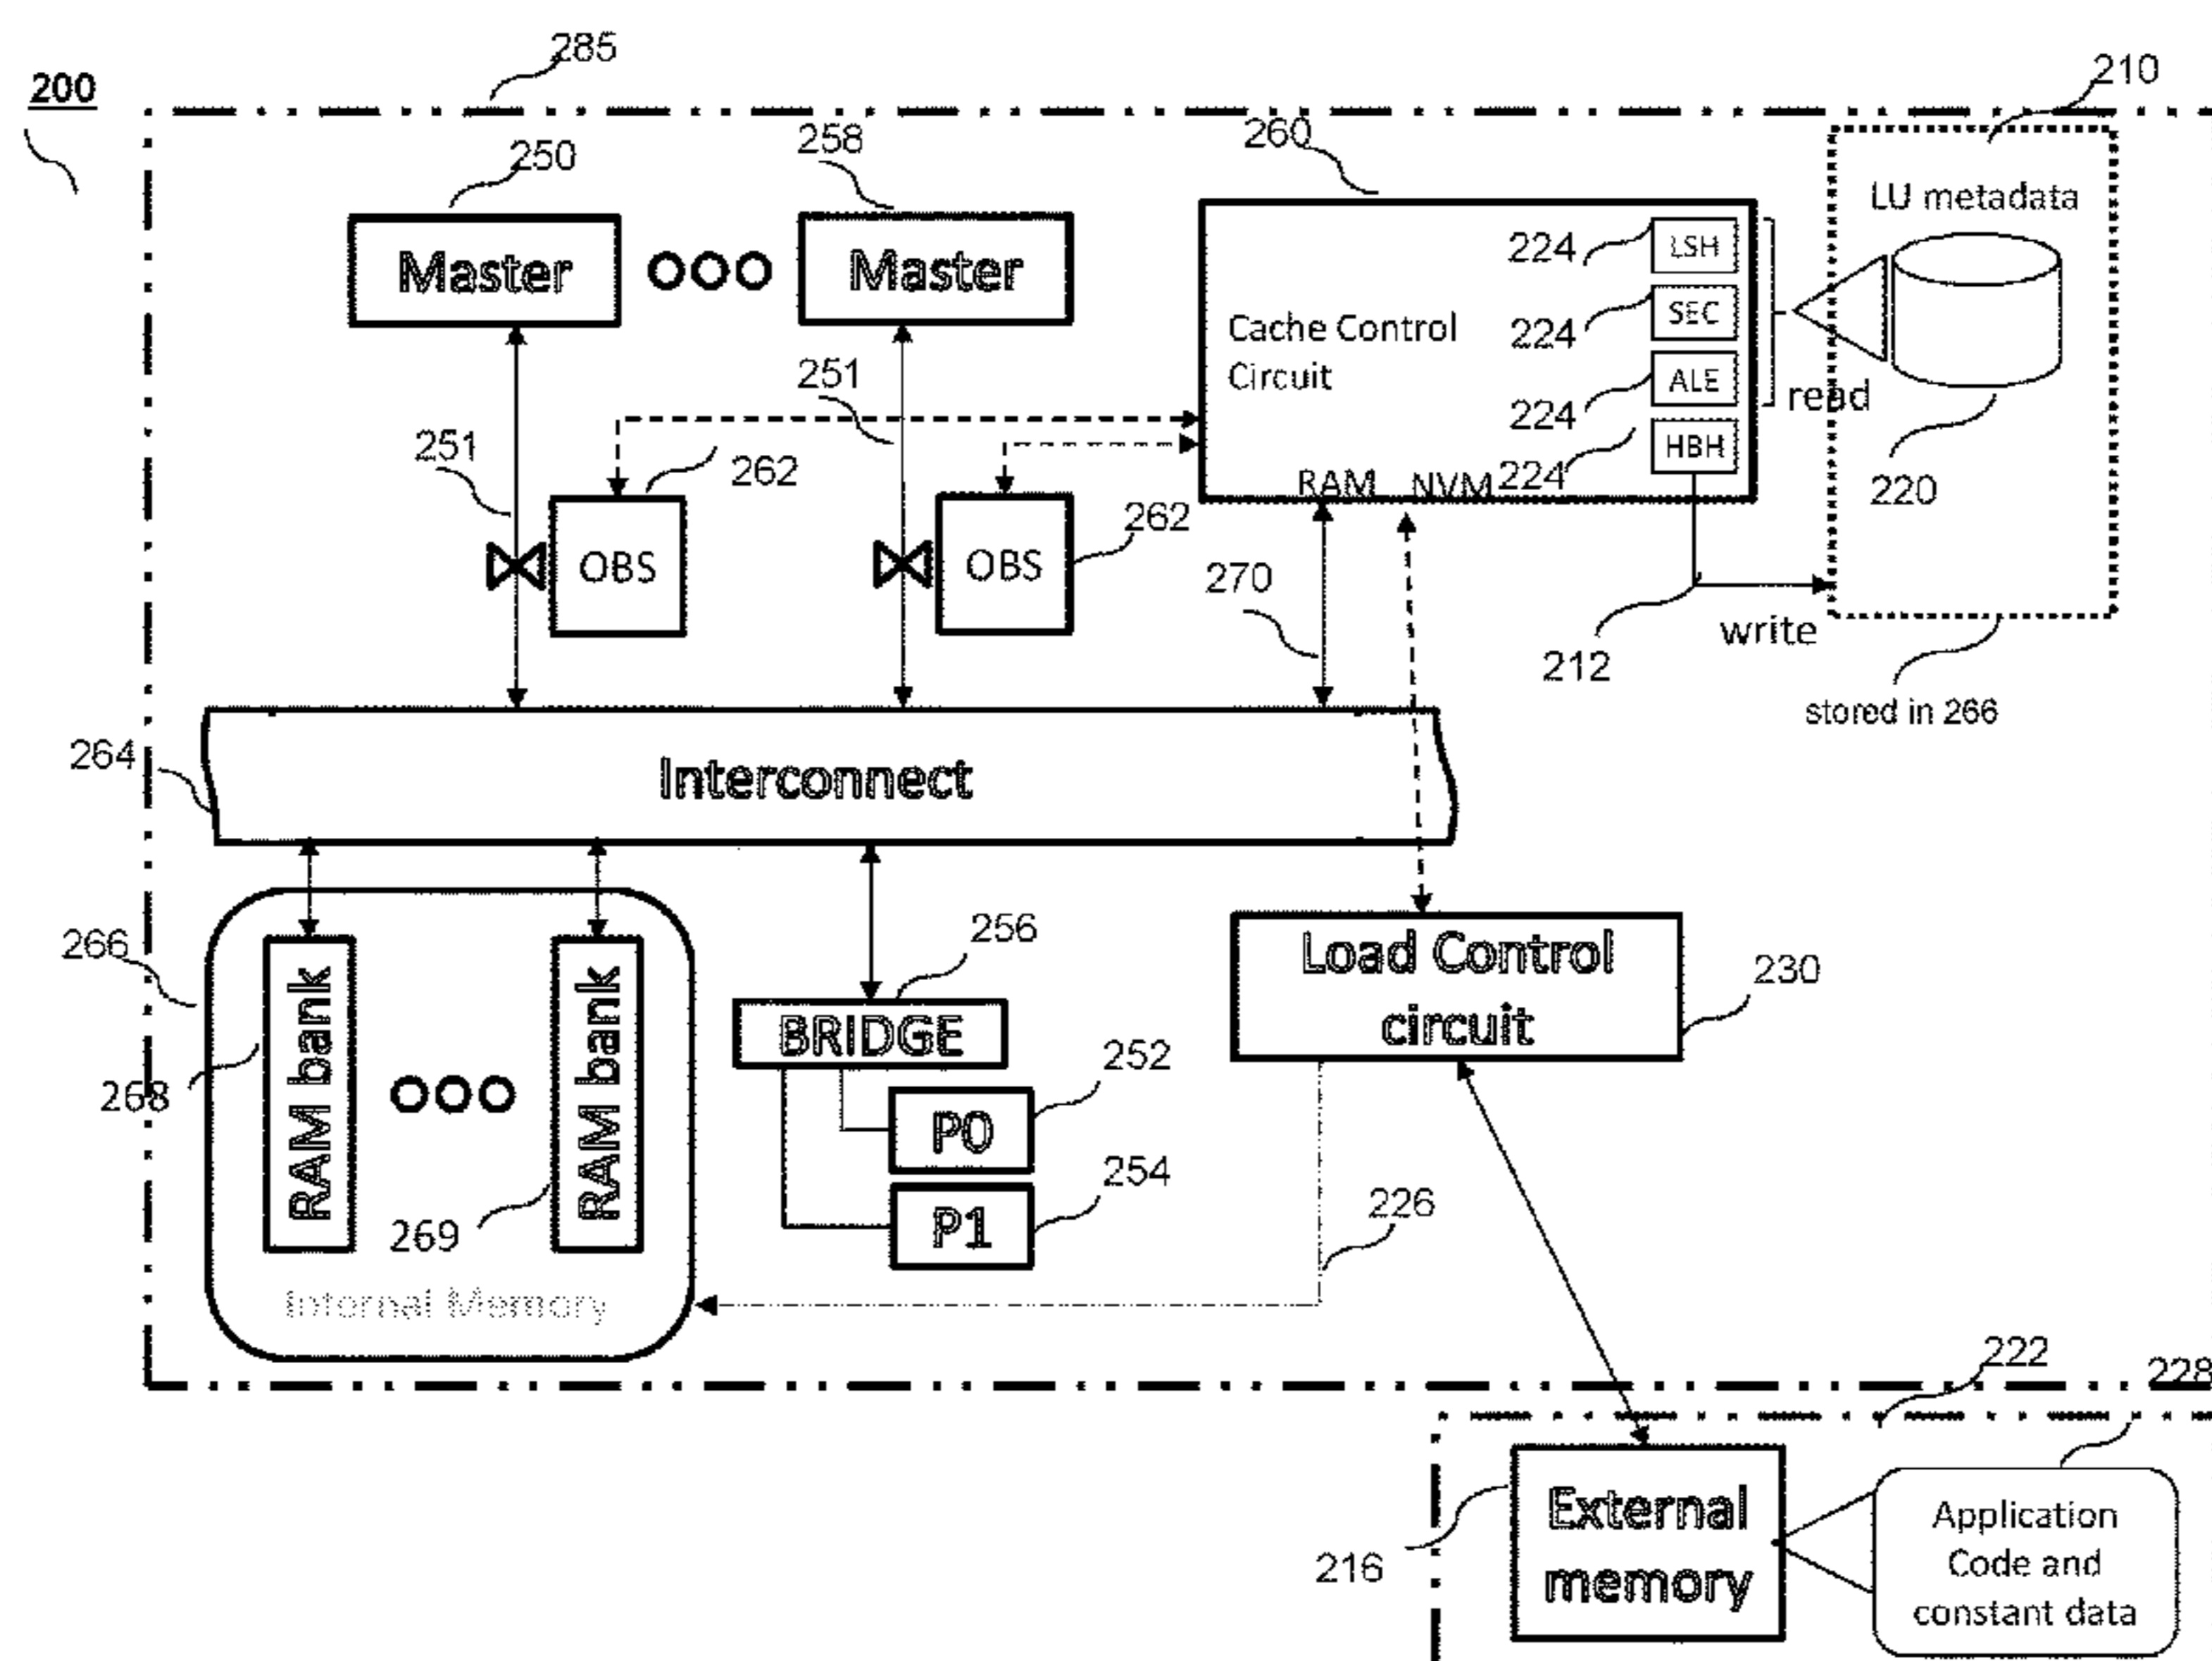 285
200
210
250
258
260
Master
Master
LU metadata
224
LSH
224
SEC
Cache Control
Circuit
224
ALE
read
224
HBH
251
251
262
220
RAM
NVM
262
OBS
OBS
270
write
212
stored in 266
264
Interconnect
266
256
Load Control
circuit
230
BRIDGE
RAM bank
RAM bank
268
252
P0
254
P1
269
226
Internal Memory
222
228
216
External
memory
Application
Code and
constant data